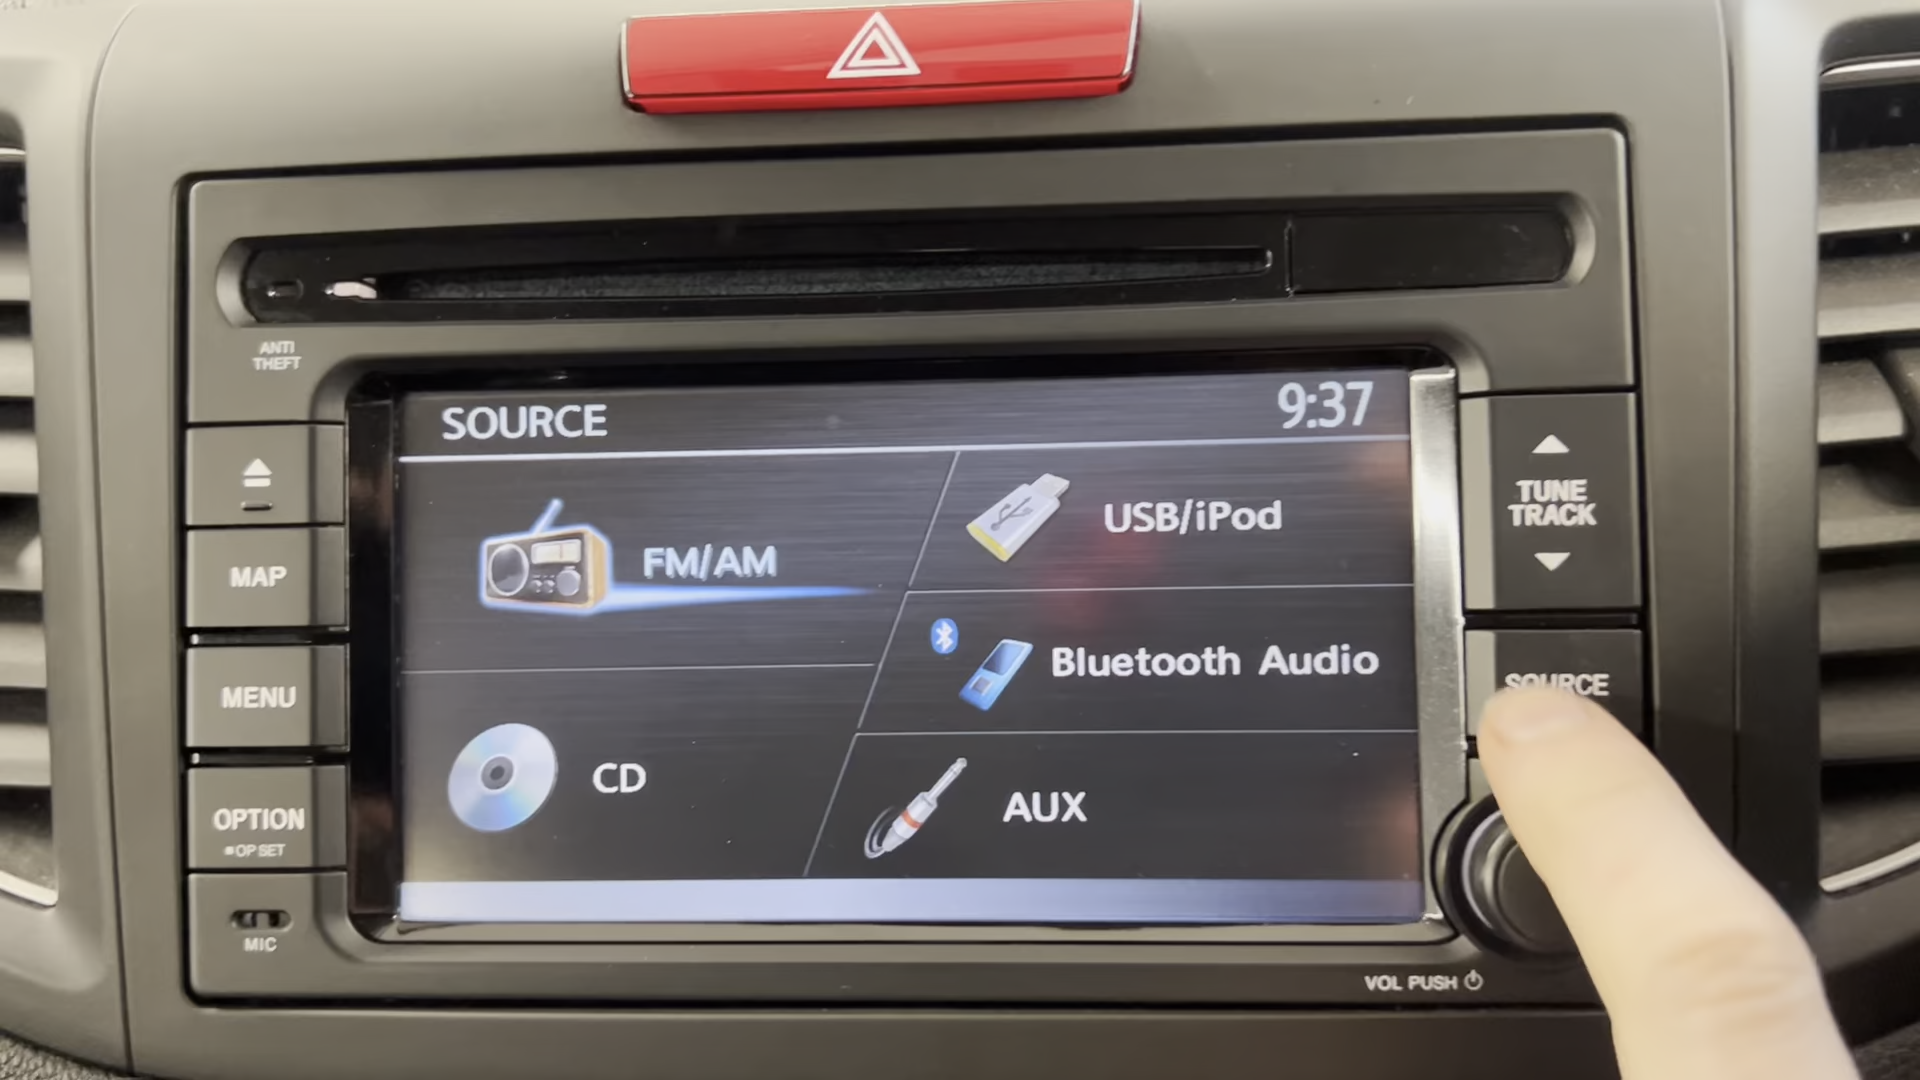 ANTI
THEFT
SOURCE
9:37
FM/AM
USB/iPod
Bluetooth Audio
CD
AUX
MAP
MENU
OPTION
OP SET
MIC
TUNE
TRACK
SOURCE
VOL PUSH